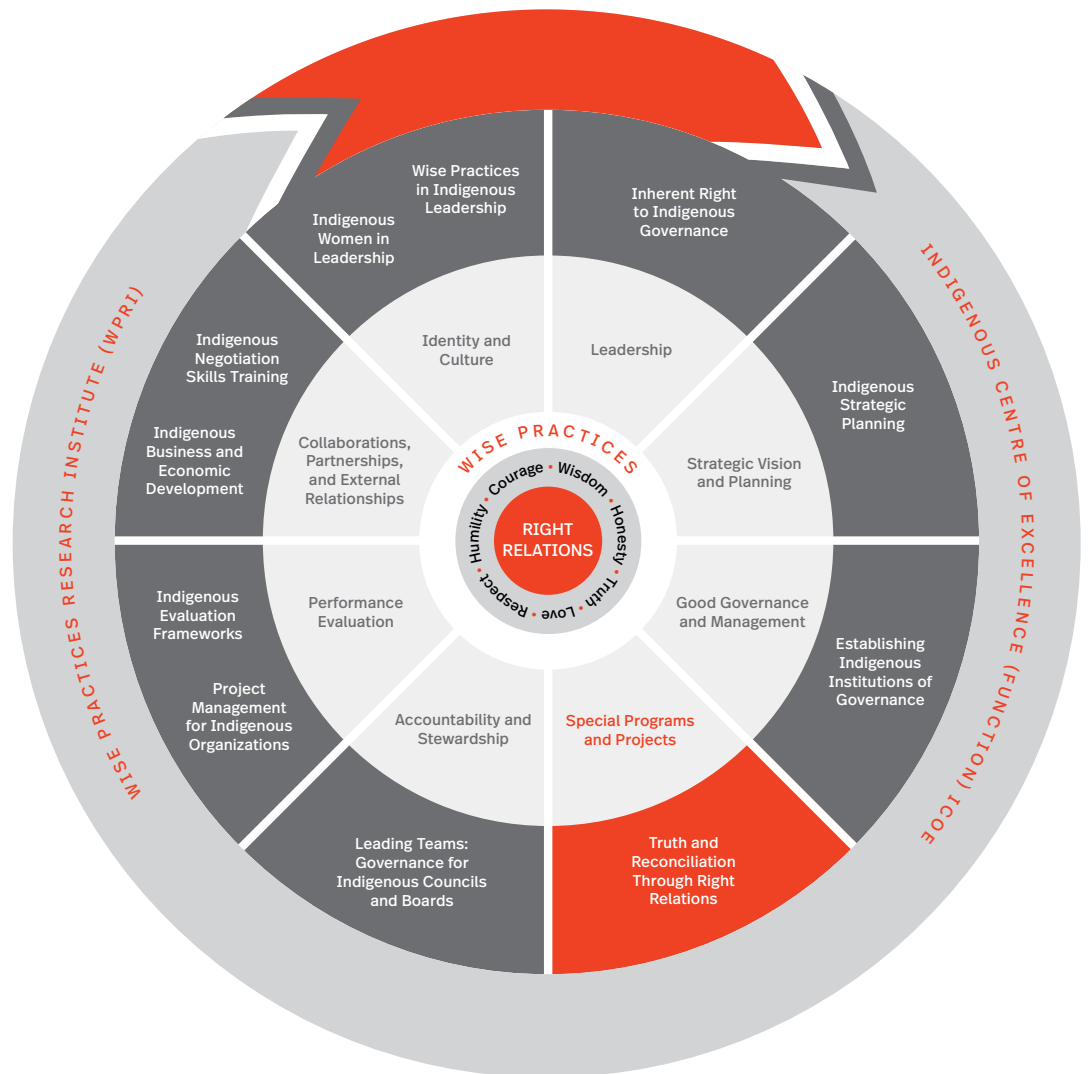 WISE PRACTICES RESEARCH INSTITUTE (WPRI)
INDIGENOUS CENTRE OF EXCELLENCE (FUNCTION) ICOE
Wise Practices
in Indigenous
Leadership
Indigenous
Women in
Leadership
Inherent Right
to Indigenous
Governance
Indigenous
Strategic
Planning
Establishing
Indigenous
Institutions of
Governance
Truth and
Reconciliation
Through Right
Relations
Leading Teams:
Governance for
Indigenous Councils
and Boards
Project
Management
for Indigenous
Organizations
Indigenous
Evaluation
Frameworks
Indigenous
Business and
Economic
Development
Indigenous
Negotiation
Skills Training
Identity and
Culture
Leadership
Strategic Vision
and Planning
Good Governance
and Management
Special Programs
and Projects
Accountability and
Stewardship
Performance
Evaluation
Collaborations,
Partnerships,
and External
Relationships
WISE PRACTICES
Courage • Wisdom • Honesty • Truth • Love • Respect • Humility •
RIGHT
RELATIONS